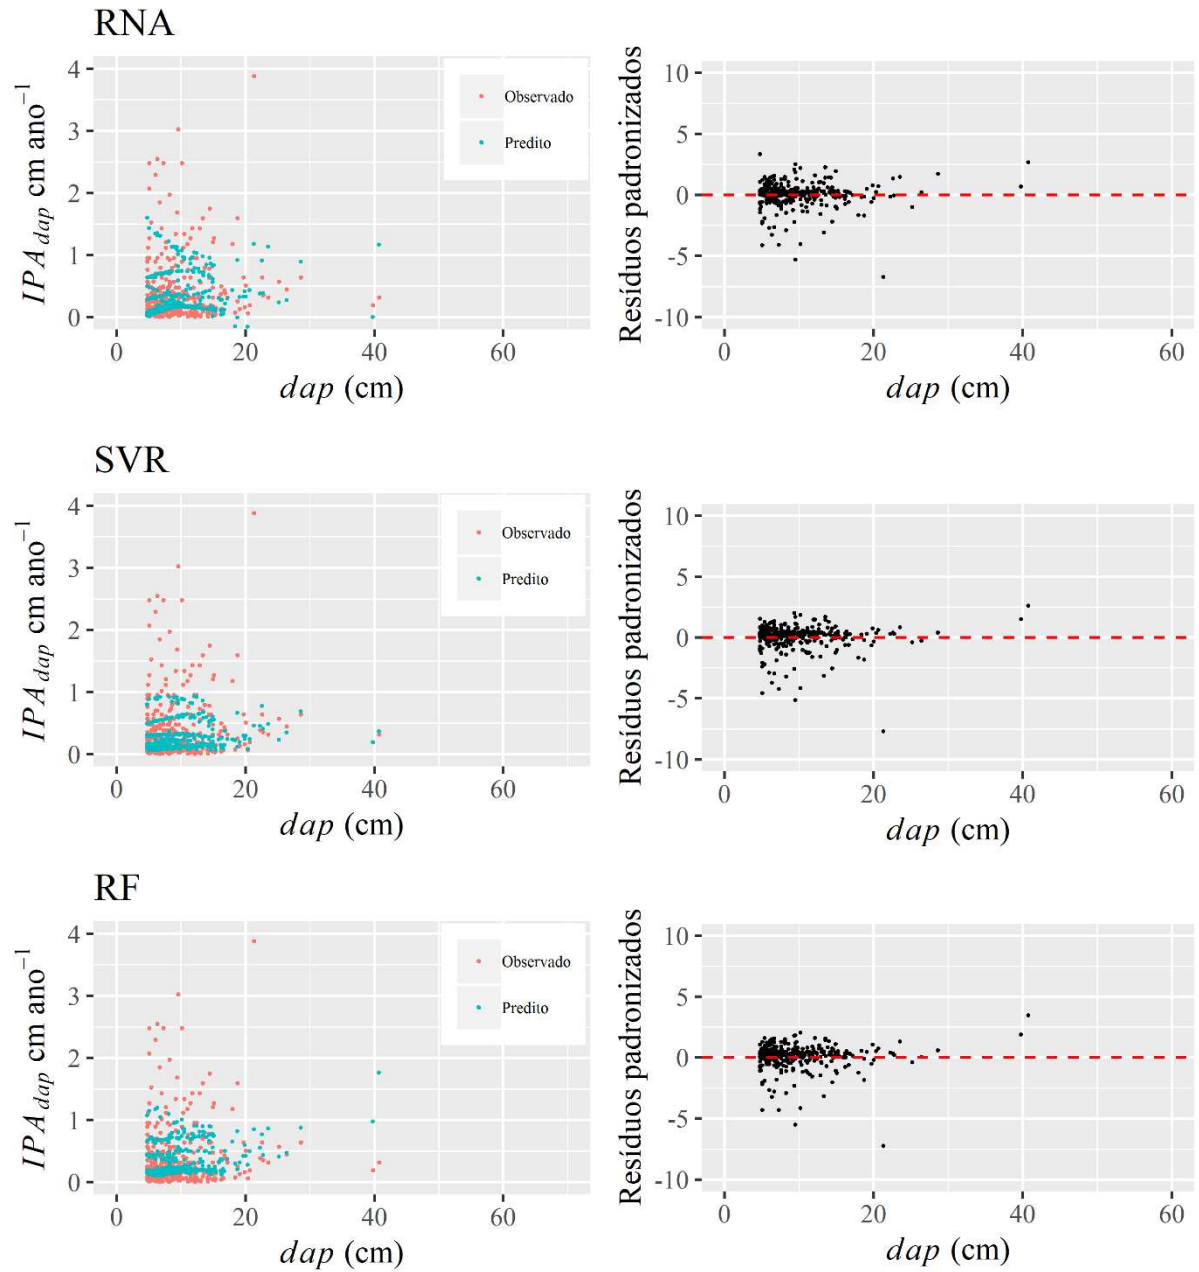 RNA
IPA_dap cm ano⁻¹
4
3
2
1
0
Observado
Predito
0 20 40 60
dap (cm)
Resíduos padronizados
10
5
0
-5
-10
0 20 40 60
dap (cm)
SVR
IPA_dap cm ano⁻¹
4
3
2
1
0
Observado
Predito
0 20 40 60
dap (cm)
Resíduos padronizados
10
5
0
-5
-10
0 20 40 60
dap (cm)
RF
IPA_dap cm ano⁻¹
4
3
2
1
0
Observado
Predito
0 20 40 60
dap (cm)
Resíduos padronizados
10
5
0
-5
-10
0 20 40 60
dap (cm)